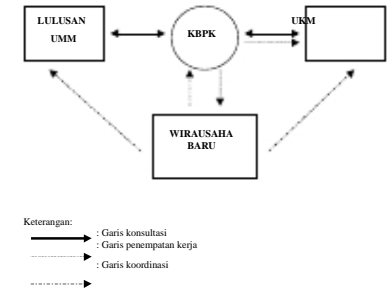 LULUSAN
UMM
KBPK
UKM
WIRAUSAHA
BARU
Keterangan:
: Garis konsultasi
: Garis penempatan kerja
: Garis koordinasi